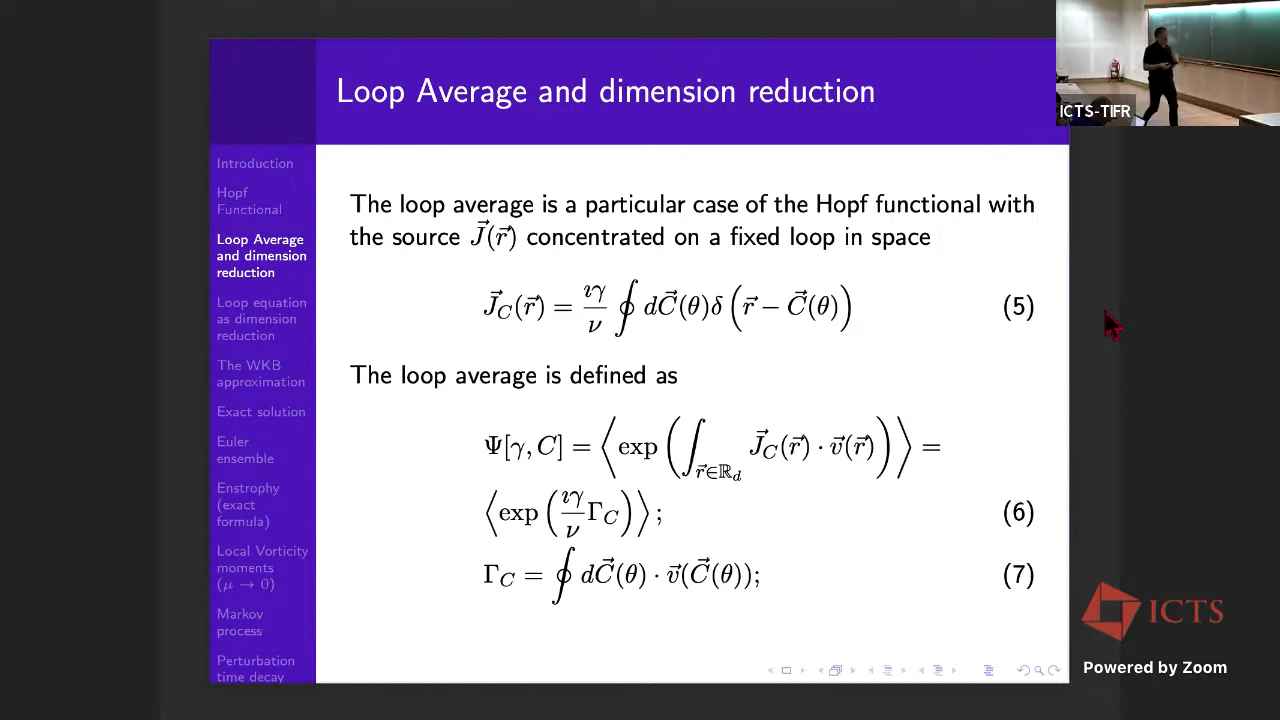 Loop Average and dimension reduction
ICTS-TIFR
Introduction
Hopf
Functional
Loop Average
and dimension
reduction
Loop equation
as dimension
reduction
The WKB
approximation
Exact solution
Euler
ensemble
Enstrophy
(exact
formula)
Local Vorticity
moments
(μ → 0)
Markov
process
Perturbation
time decay
The loop average is a particular case of the Hopf functional with
the source J⃗(r⃗) concentrated on a fixed loop in space
J⃗_C(r⃗) = ıγ/ν ∮ dC⃗(θ)δ (r⃗ − C⃗(θ)) (5)
The loop average is defined as
Ψ[γ, C] = ⟨exp (∫_{r⃗∈ℝ_d} J⃗_C(r⃗) · v⃗(r⃗))⟩ =
⟨exp (ıγ/ν Γ_C)⟩ ; (6)
Γ_C = ∮ dC⃗(θ) · v⃗(C⃗(θ)); (7)
ICTS
Powered by Zoom